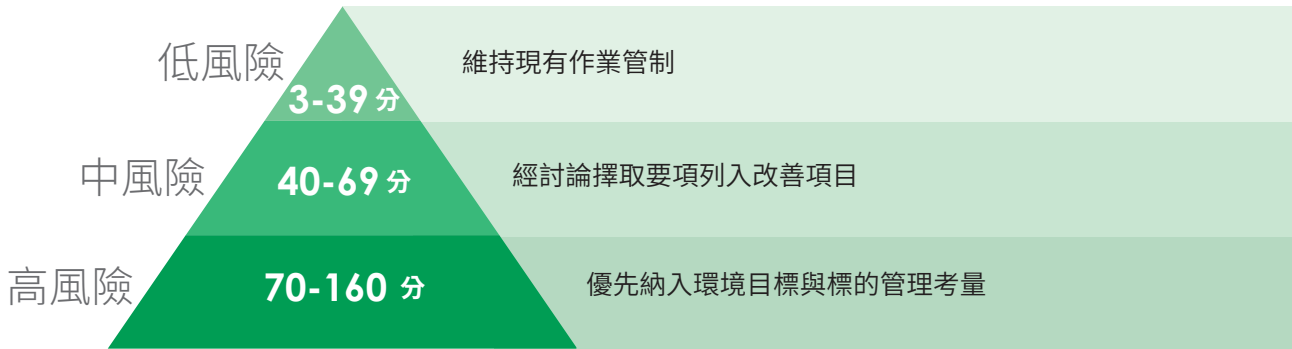 低風險
3-39 分
維持現有作業管制
中風險
40-69 分
經討論擇取要項列入改善項目
高風險
70-160 分
優先納入環境目標與標的管理考量